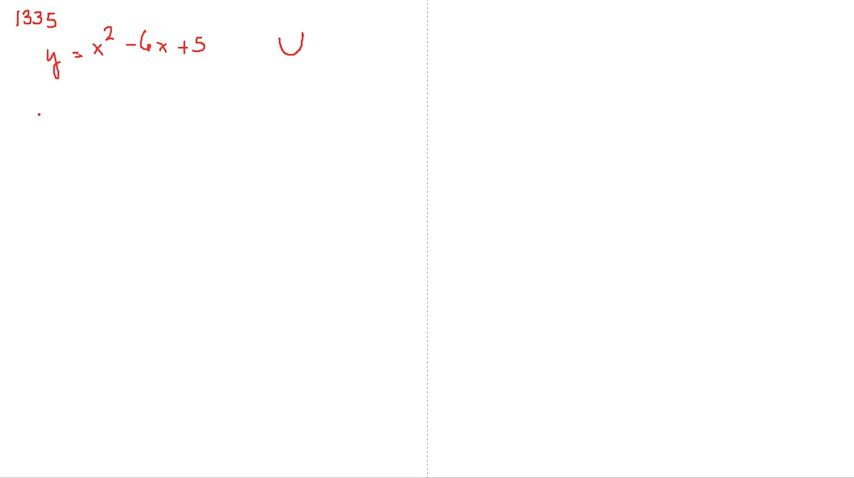 1335
y = x² - 6x + 5